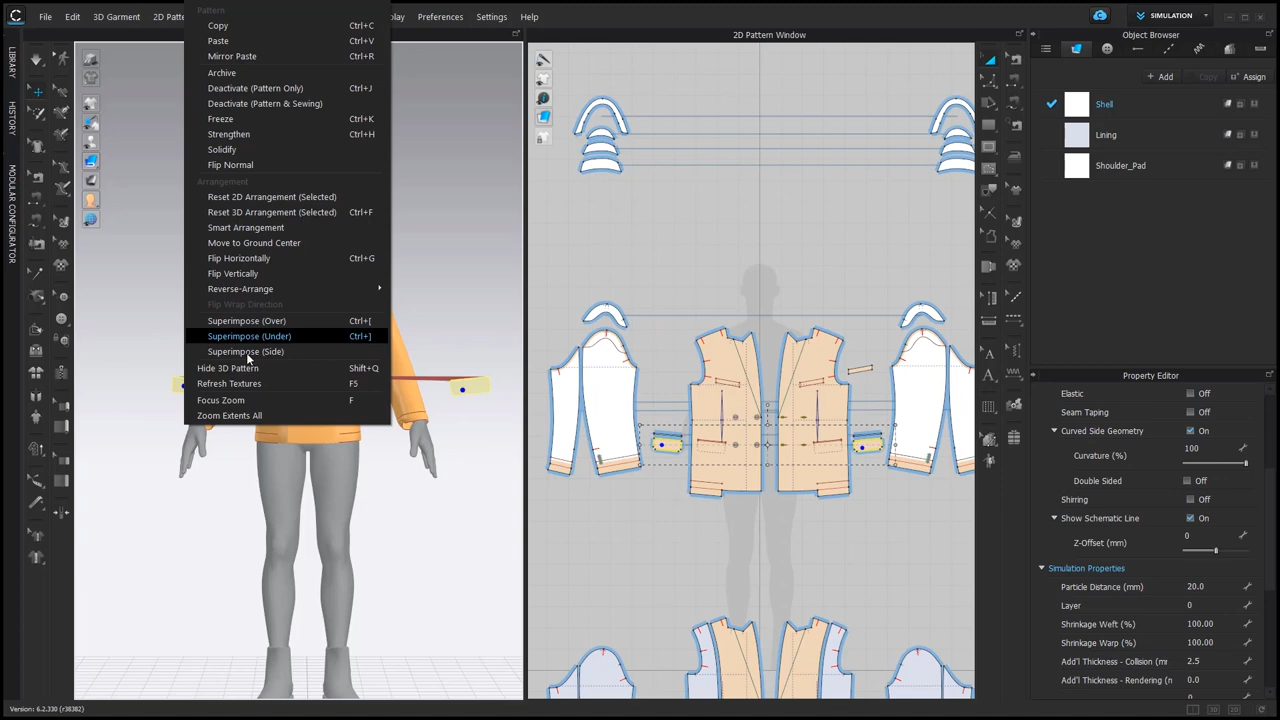 File
Edit
3D Garment
2D Patt
play
Preferences
Settings
Help
SIMULATION
LIBRARY
HISTORY
MODULAR CONFIGURATOR
Pattern
Copy Ctrl+C
Paste Ctrl+V
Mirror Paste Ctrl+R
Archive
Deactivate (Pattern Only) Ctrl+J
Deactivate (Pattern & Sewing)
Freeze Ctrl+K
Strengthen Ctrl+H
Solidify
Flip Normal
Arrangement
Reset 2D Arrangement (Selected)
Reset 3D Arrangement (Selected) Ctrl+F
Smart Arrangement
Move to Ground Center
Flip Horizontally Ctrl+G
Flip Vertically
Reverse-Arrange
Flip Wrap Direction
Superimpose (Over) Ctrl+[
Superimpose (Under) Ctrl+]
Superimpose (Side)
Hide 3D Pattern Shift+Q
Refresh Textures F5
Focus Zoom F
Zoom Extents All
2D Pattern Window
Object Browser
Add
Copy
Assign
Shell
Lining
Shoulder_Pad
Property Editor
Elastic Off
Seam Taping Off
Curved Side Geometry On
Curvature (%) 100
Double Sided Off
Shirring Off
Show Schematic Line On
Z-Offset (mm) 0
Simulation Properties
Particle Distance (mm) 20.0
Layer 0
Shrinkage Weft (%) 100.00
Shrinkage Warp (%) 100.00
Add'l Thickness - Collision (mr 2.5
Add'l Thickness - Rendering (n 0.0
Version: 6.2.330 (r38382)
3D
2D